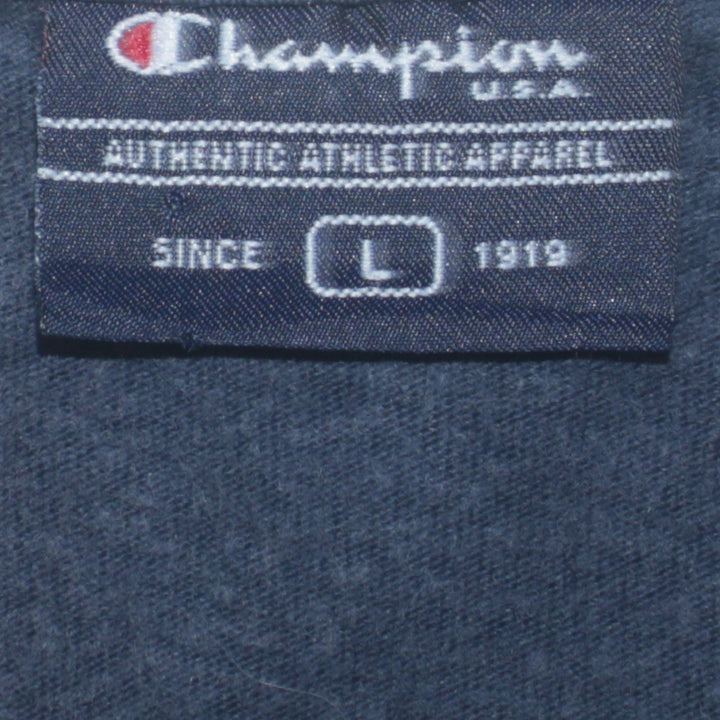 Champion
U.S.A.
AUTHENTIC ATHLETIC APPAREL
SINCE L 1919